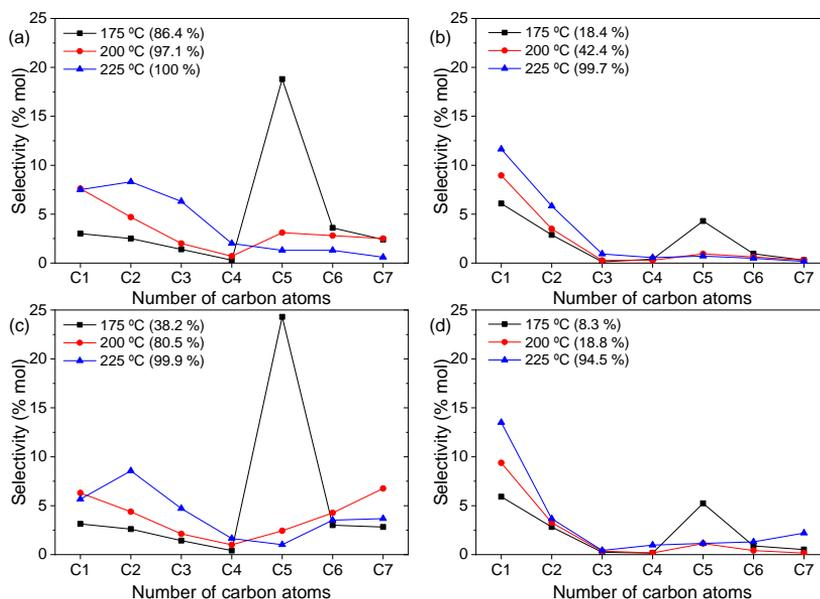 (a)
175 ºC (86.4 %)
200 ºC (97.1 %)
225 ºC (100 %)
Selectivity (% mol)
25
20
15
10
5
0
C1 C2 C3 C4 C5 C6 C7
Number of carbon atoms
(b)
175 ºC (18.4 %)
200 ºC (42.4 %)
225 ºC (99.7 %)
Selectivity (% mol)
25
20
15
10
5
0
C1 C2 C3 C4 C5 C6 C7
Number of carbon atoms
(c)
175 ºC (38.2 %)
200 ºC (80.5 %)
225 ºC (99.9 %)
Selectivity (% mol)
25
20
15
10
5
0
C1 C2 C3 C4 C5 C6 C7
Number of carbon atoms
(d)
175 ºC (8.3 %)
200 ºC (18.8 %)
225 ºC (94.5 %)
Selectivity (% mol)
25
20
15
10
5
0
C1 C2 C3 C4 C5 C6 C7
Number of carbon atoms